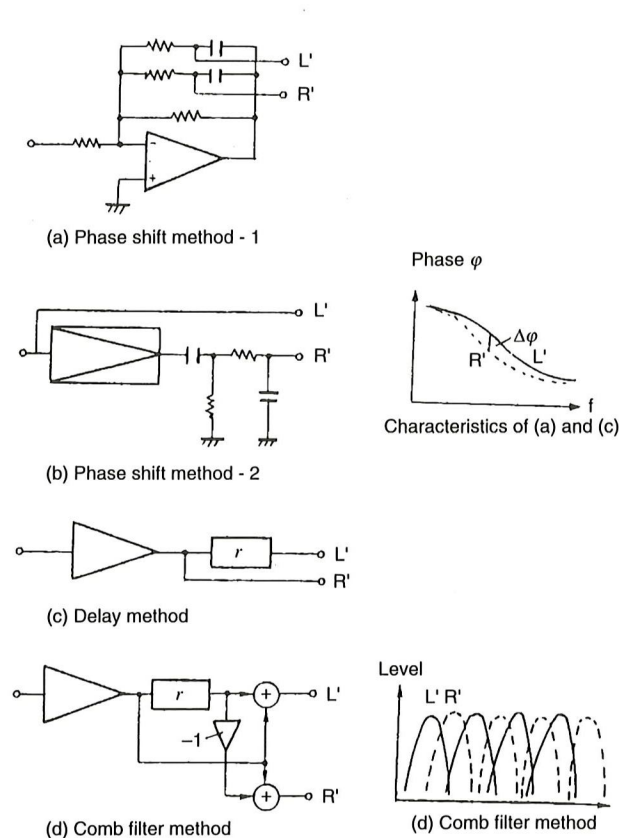 L'
R'
−
+
(a) Phase shift method - 1
Phase φ
L'
R'
Δφ
R'
L'
f
Characteristics of (a) and (c)
(b) Phase shift method - 2
r
L'
R'
(c) Delay method
r
+
L'
−1
+
R'
(d) Comb filter method
Level
L' R'
(d) Comb filter method